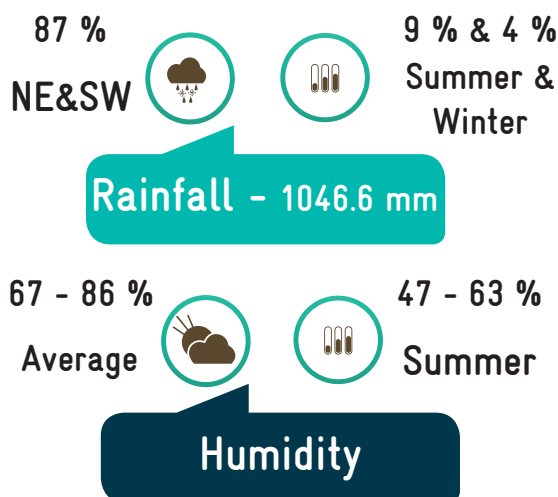 87 %
NE&SW
9 % & 4 %
Summer &
Winter
Rainfall - 1046.6 mm
67 - 86 %
Average
47 - 63 %
Summer
Humidity